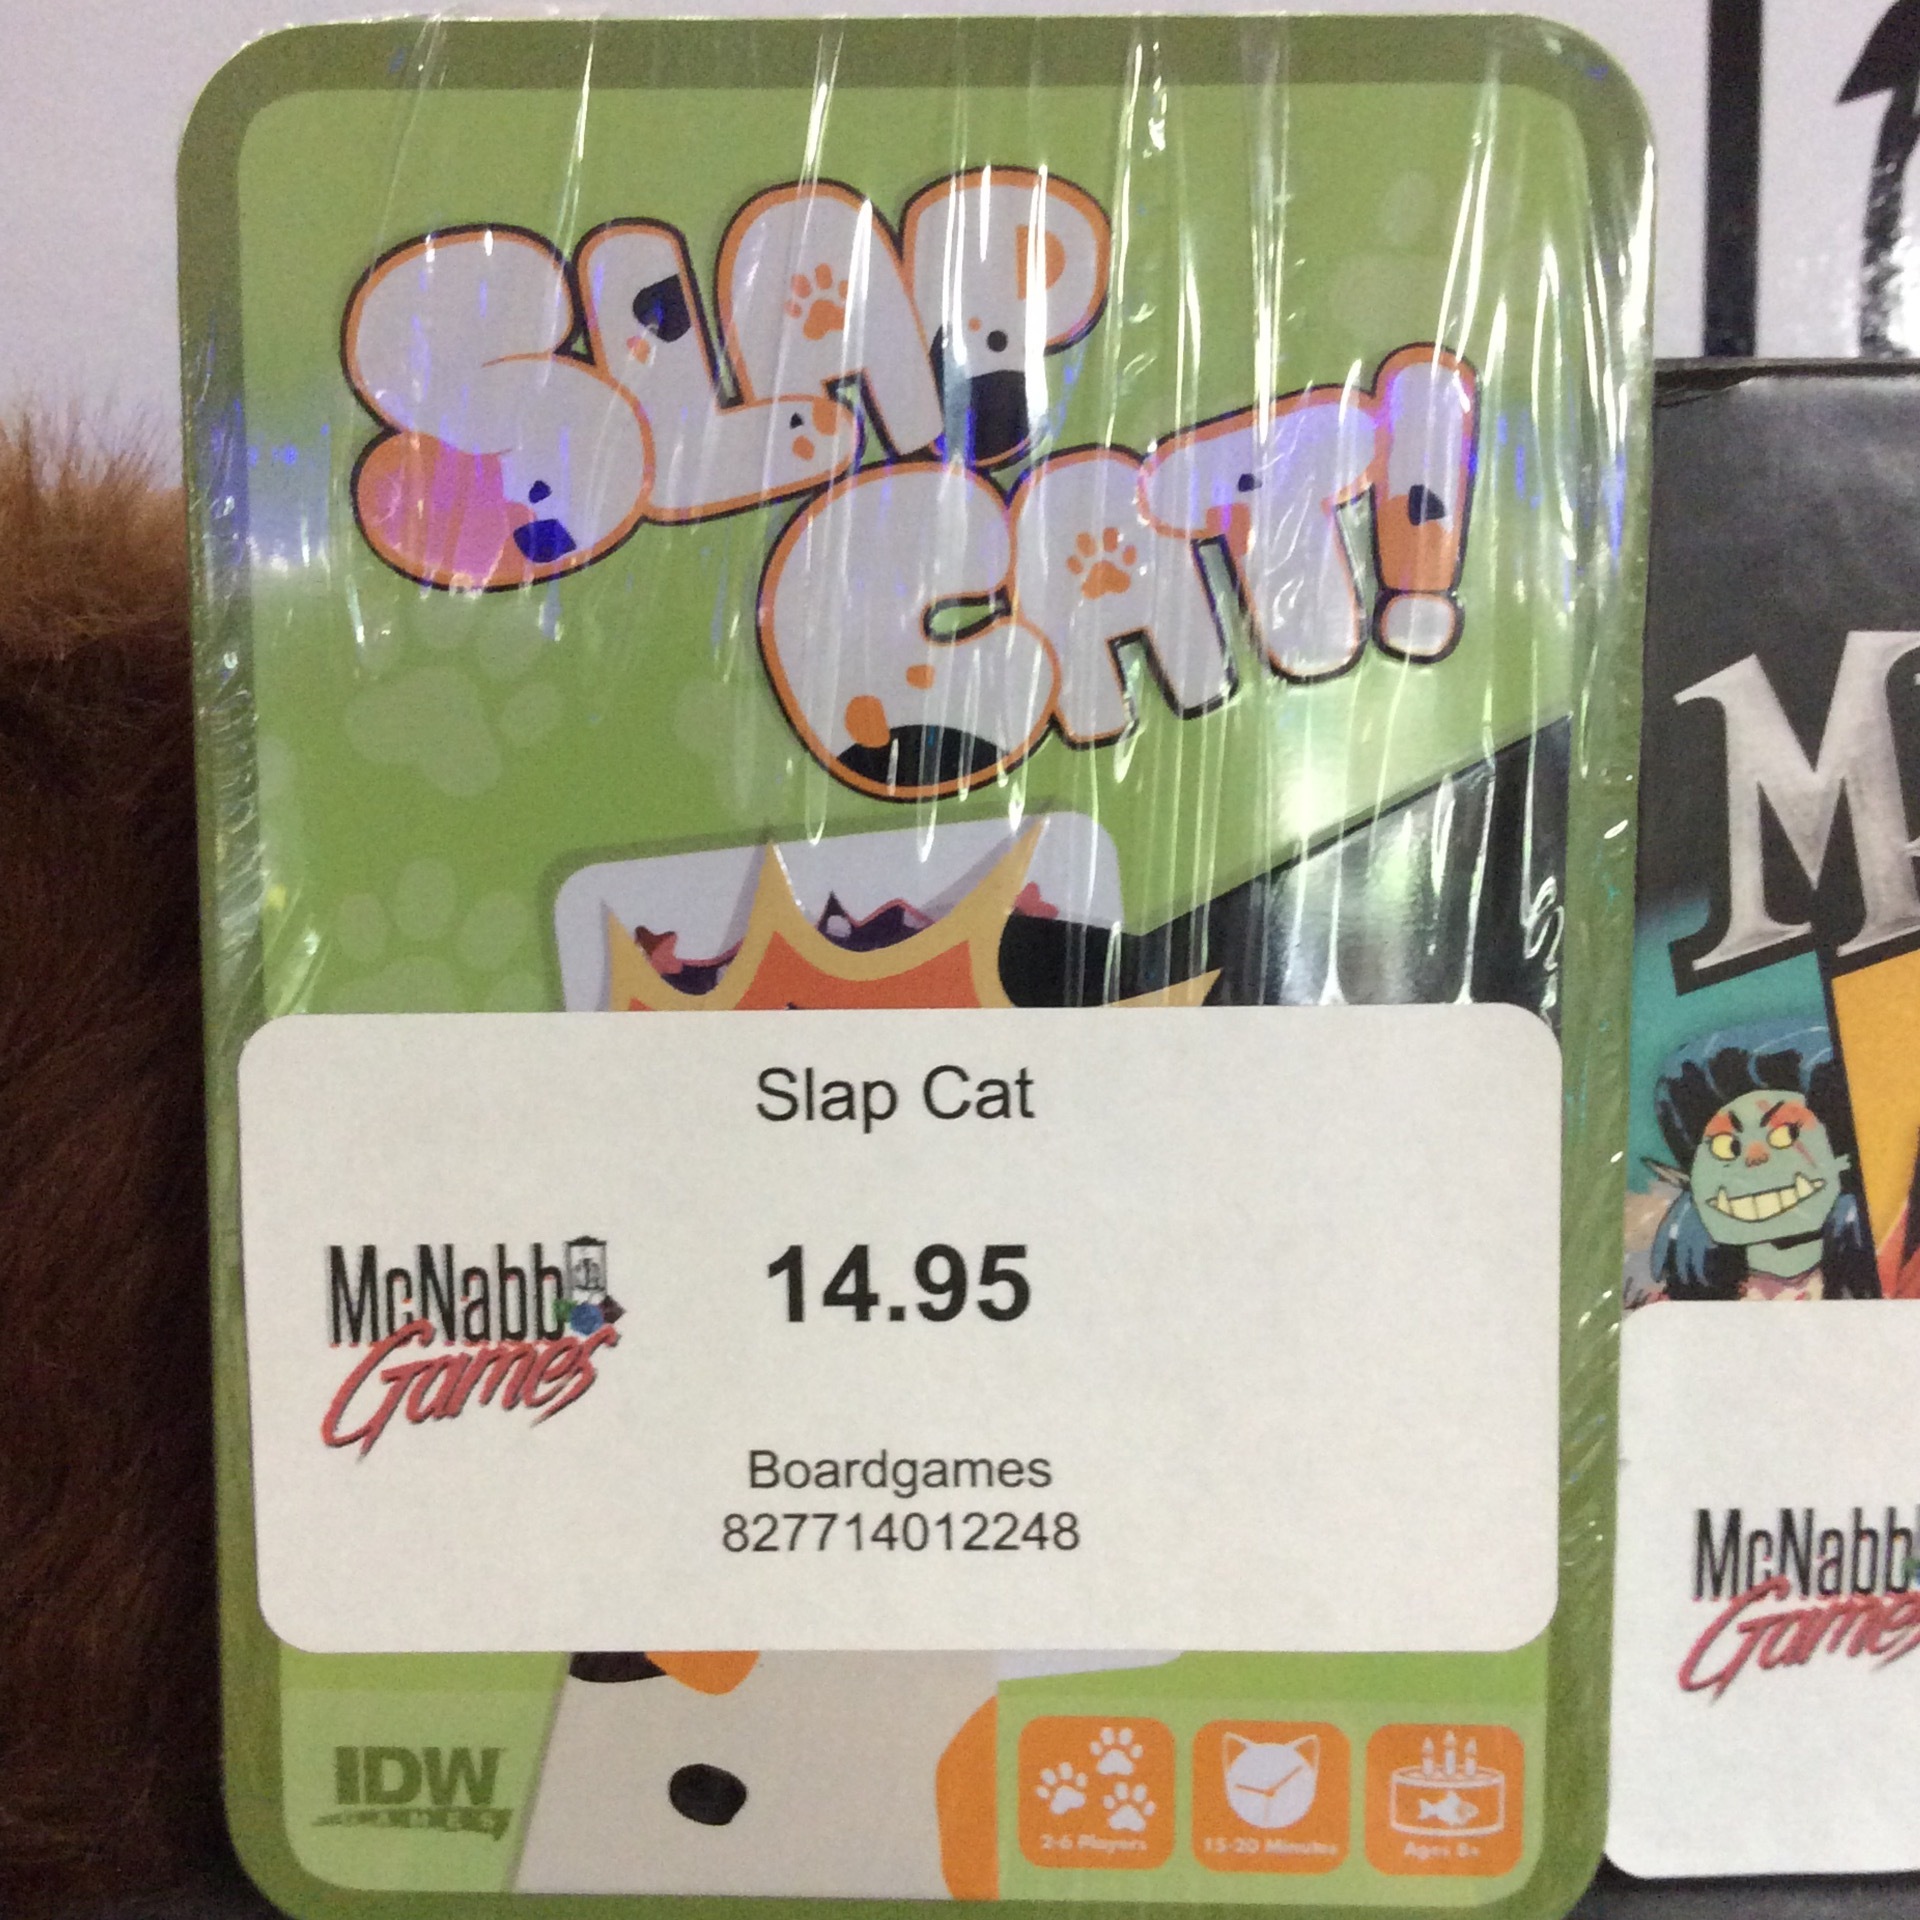 SLAP
CAT!
Slap Cat
McNabb
Games
14.95
Boardgames
827714012248
IDW
GAMES
2-6 Players
15-20 Minutes
Ages 8+
McNabb
Games